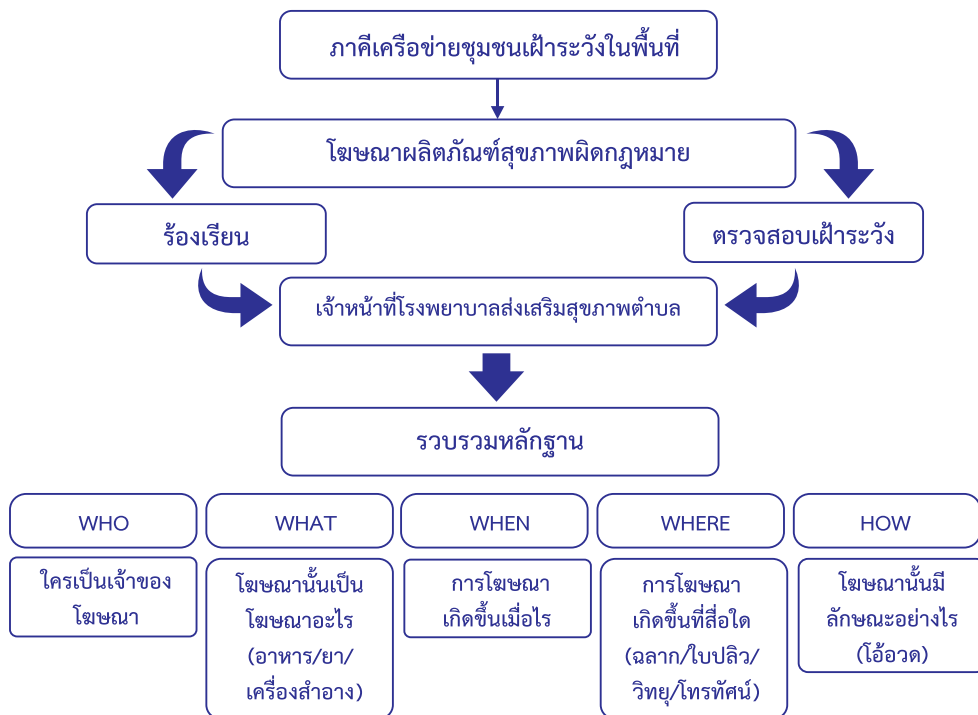 ภาคีเครือข่ายชุมชนเฝ้าระวังในพื้นที่
โฆษณาผลิตภัณฑ์สุขภาพผิดกฎหมาย
ร้องเรียน
ตรวจสอบเฝ้าระวัง
เจ้าหน้าที่โรงพยาบาลส่งเสริมสุขภาพตำบล
รวบรวมหลักฐาน
WHO
ใครเป็นเจ้าของ
โฆษณา
WHAT
โฆษณานั้นเป็น
โฆษณาอะไร
(อาหาร/ยา/
เครื่องสำอาง)
WHEN
การโฆษณา
เกิดขึ้นเมื่อไร
WHERE
การโฆษณา
เกิดขึ้นที่สื่อใด
(ฉลาก/ใบปลิว/
วิทยุ/โทรทัศน์)
HOW
โฆษณานั้นมี
ลักษณะอย่างไร
(โอ้อวด)